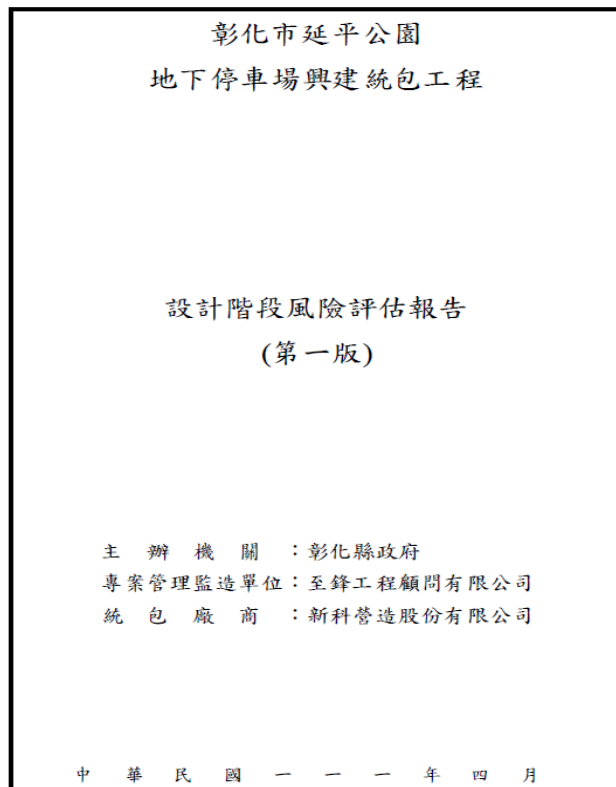 彰化市延平公園
地下停車場興建統包工程
設計階段風險評估報告
(第一版)
主辦機關：彰化縣政府
專案管理監造單位：至鋒工程顧問有限公司
統包廠商：新科營造股份有限公司
中華民國一一一年四月